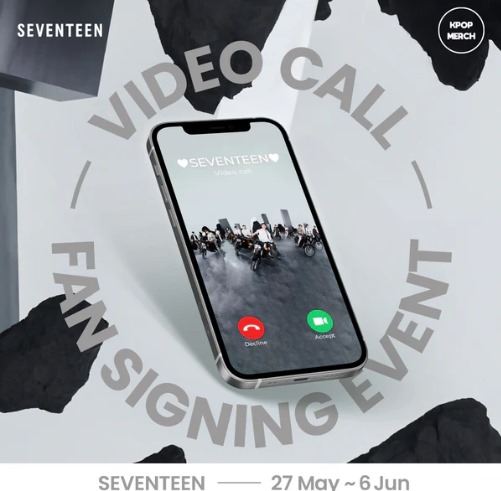 SEVENTEEN
KPOP
MERCH
VIDEO CALL
♥SEVENTEEN♥
Video call
Decline
Accept
FAN SIGNING EVENT
SEVENTEEN — 27 May ~ 6 Jun